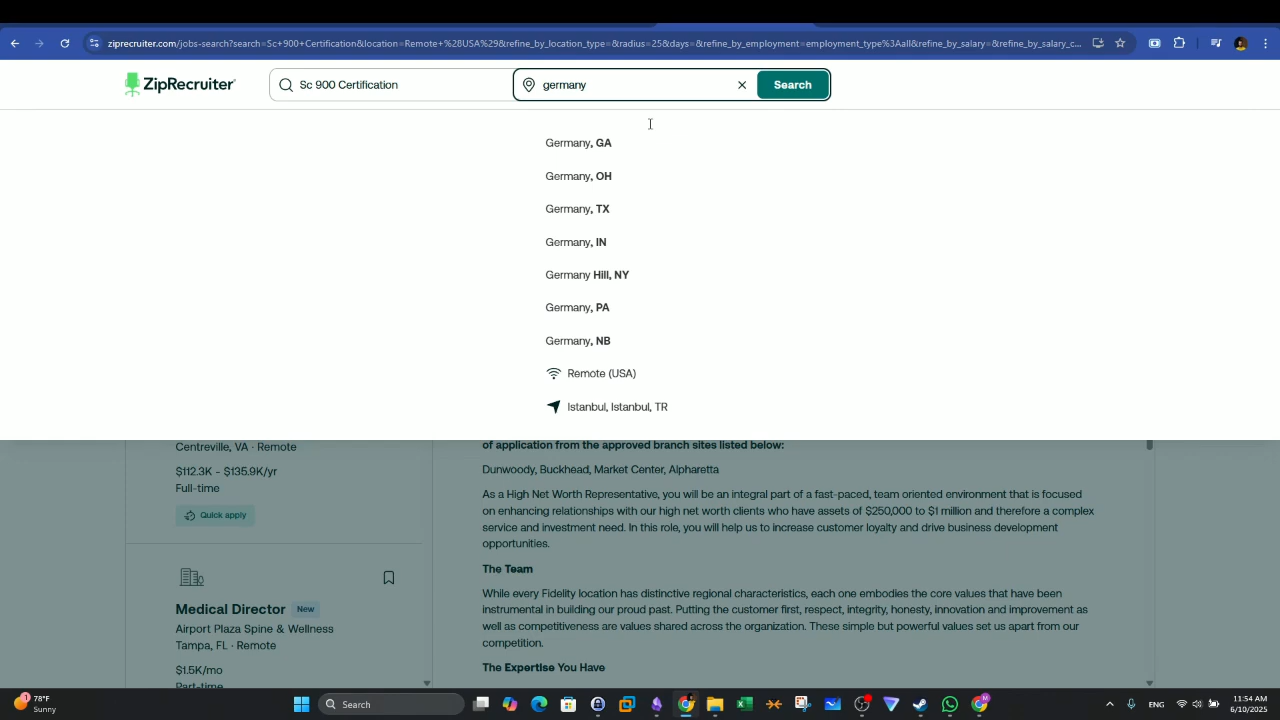 ziprecruiter.com/jobs-search?search=Sc+900+Certification&location=Remote+%28USA%29&refine_by_location_type=&radius=25&days=&refine_by_employment=employment_type%3Aall&refine_by_salary=&refine_by_salary_c...
ZipRecruiter
Sc 900 Certification
germany
Search
Germany, GA
Germany, OH
Germany, TX
Germany, IN
Germany Hill, NY
Germany, PA
Germany, NB
Remote (USA)
Istanbul, Istanbul, TR
Centreville, VA · Remote
$112.3K - $135.9K/yr
Full-time
Quick apply
Medical Director New
Airport Plaza Spine & Wellness
Tampa, FL · Remote
$1.5K/mo
Part-time
of application from the approved branch sites listed below:
Dunwoody, Buckhead, Market Center, Alpharetta
As a High Net Worth Representative, you will be an integral part of a fast-paced, team oriented environment that is focused
on enhancing relationships with our high net worth clients who have assets of $250,000 to $1 million and therefore a complex
service and investment need. In this role, you will help us to increase customer loyalty and drive business development
opportunities.
The Team
While every Fidelity location has distinctive regional characteristics, each one embodies the core values that have been
instrumental in building our proud past. Putting the customer first, respect, integrity, honesty, innovation and improvement as
well as competitiveness are values shared across the organization. These simple but powerful values set us apart from our
competition.
The Expertise You Have
1
78°F
Sunny
Search
ENG
11:54 AM
6/10/2025